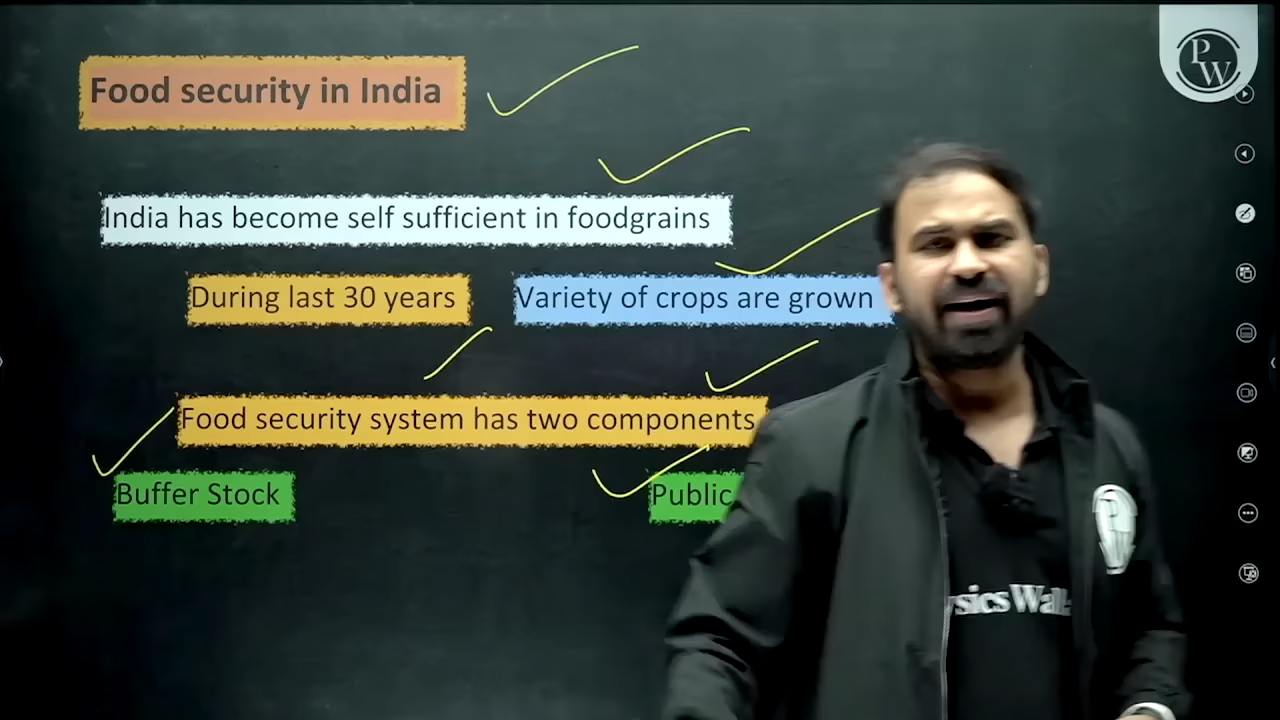 PW
Food security in India
India has become self sufficient in foodgrains
During last 30 years
Variety of crops are grown
Food security system has two components
Buffer Stock
Public